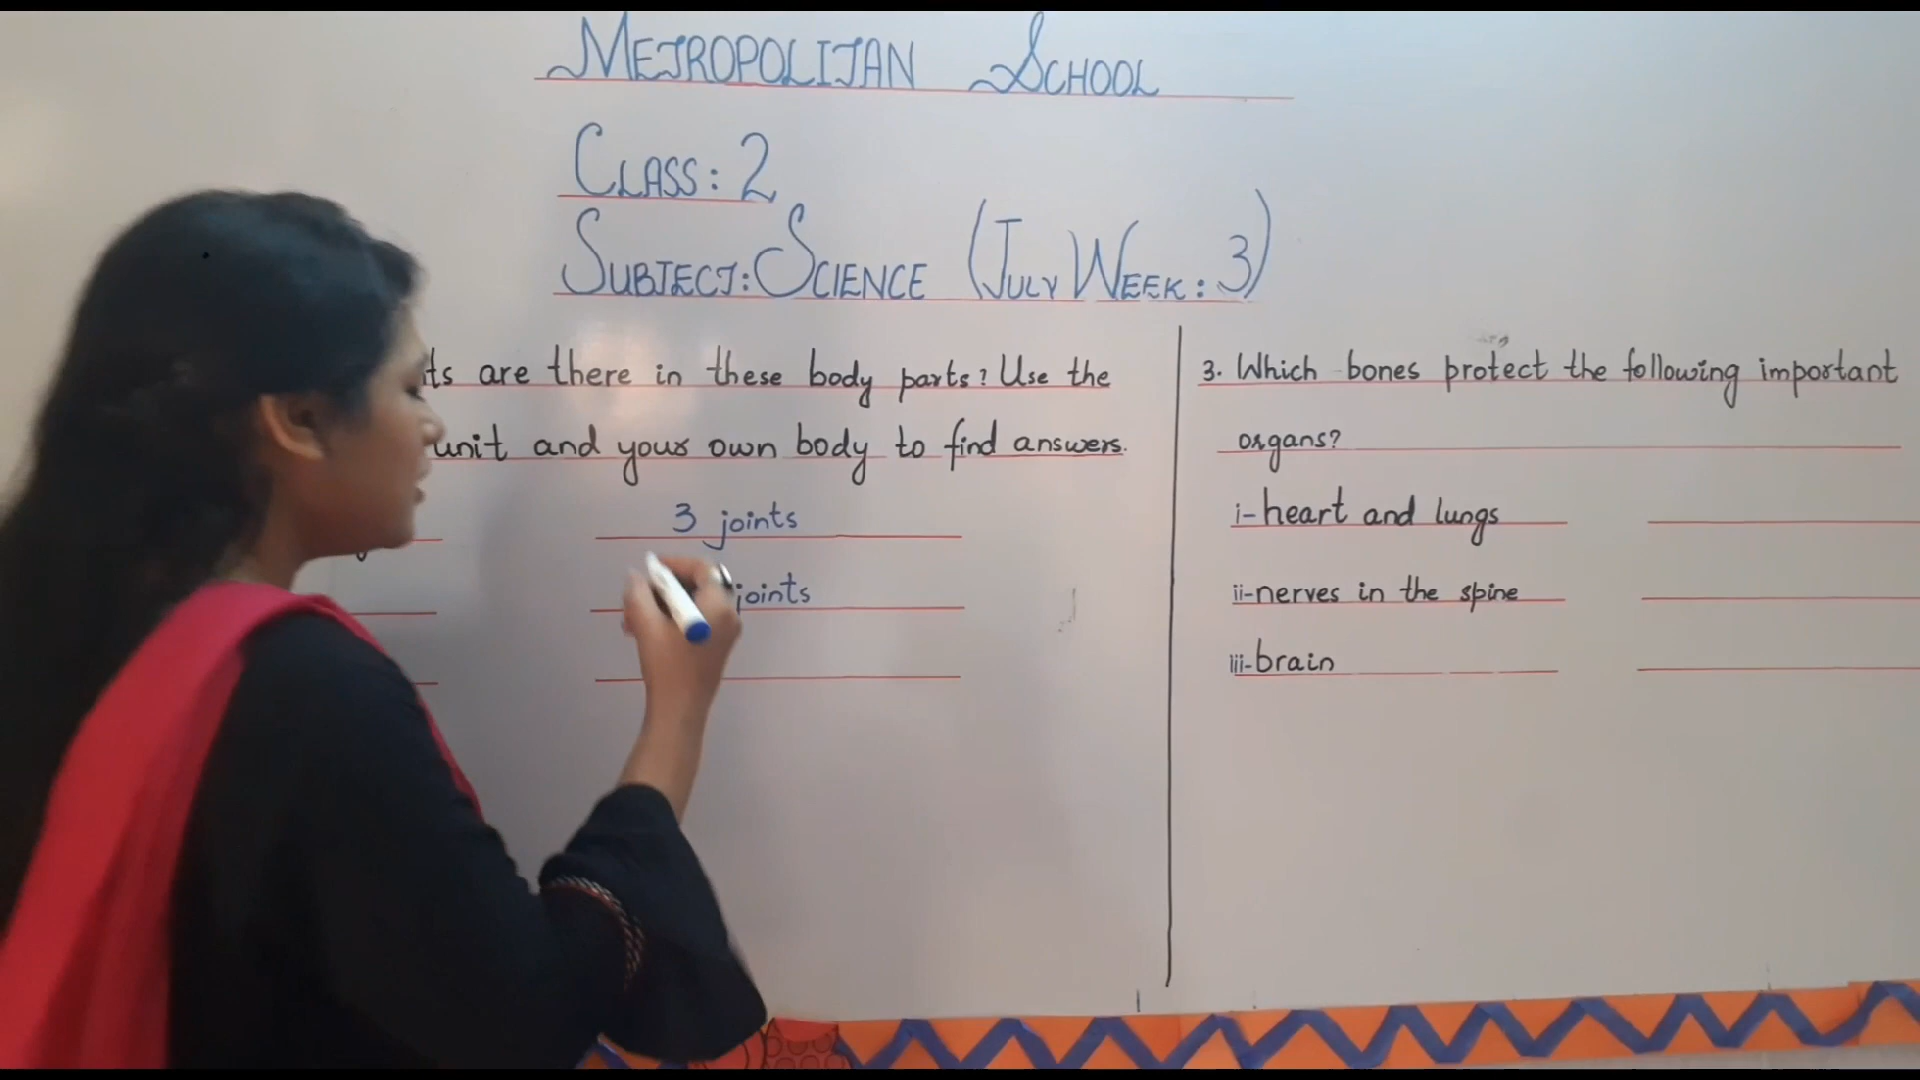 METROPOLITAN SCHOOL
CLASS: 2
SUBJECT: SCIENCE (JULY WEEK: 3)
ts are there in these body parts? Use the
unit and your own body to find answers.
3 joints
joints
3. Which bones protect the following important
organs?
i- heart and lungs
ii- nerves in the spine
iii- brain